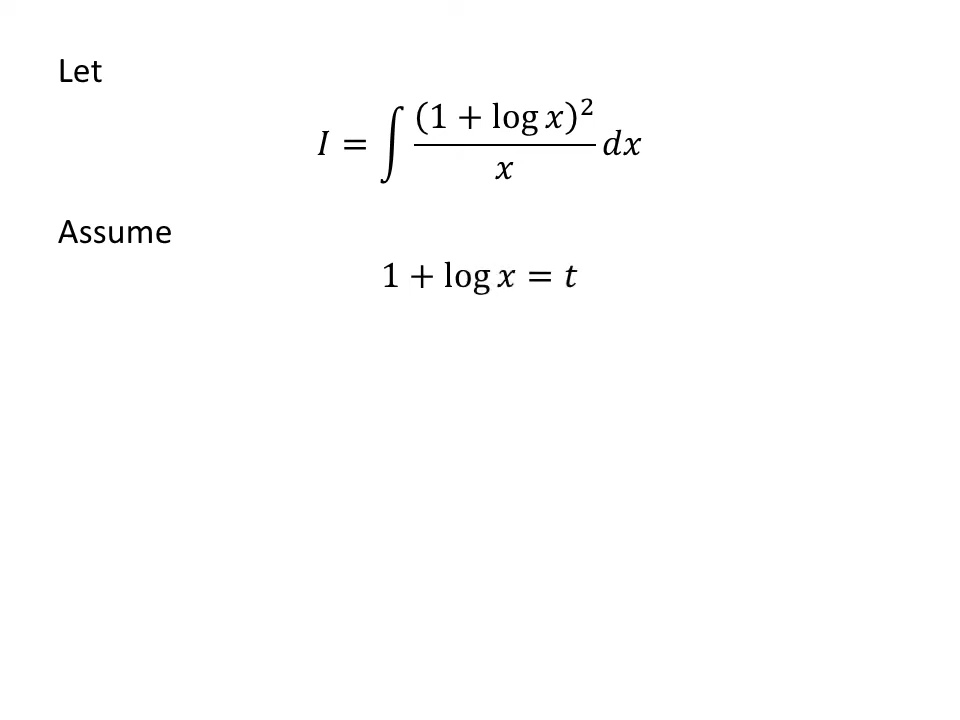 Let
𝐼 = ∫ (1 + log 𝑥)² / 𝑥 𝑑𝑥
Assume
1 + log 𝑥 = 𝑡